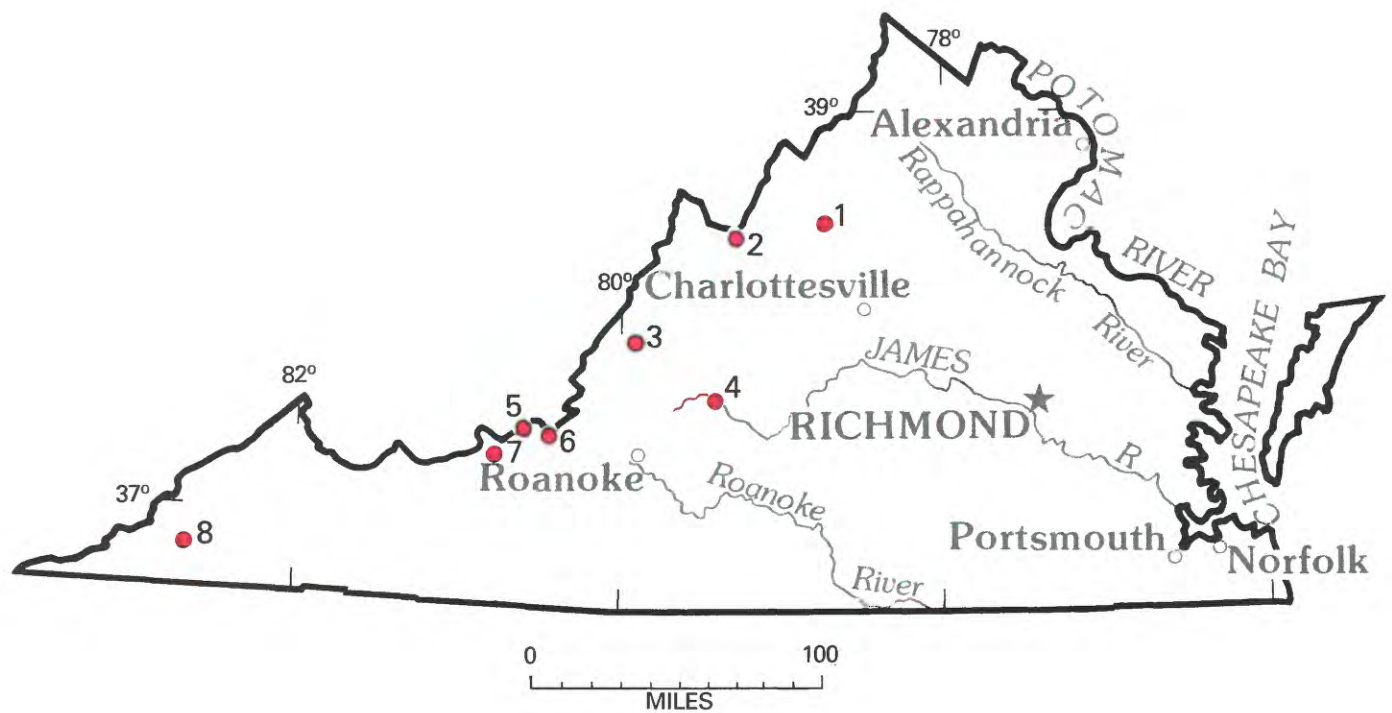 78°
POTOMAC
RIVER
39°
Alexandria
Rappahannock
River
1
2
80°
Charlottesville
CHESAPEAKE BAY
3
JAMES
R
82°
4
RICHMOND
5
6
7
Roanoke
Roanoke
River
37°
8
Portsmouth
Norfolk
0 100
MILES